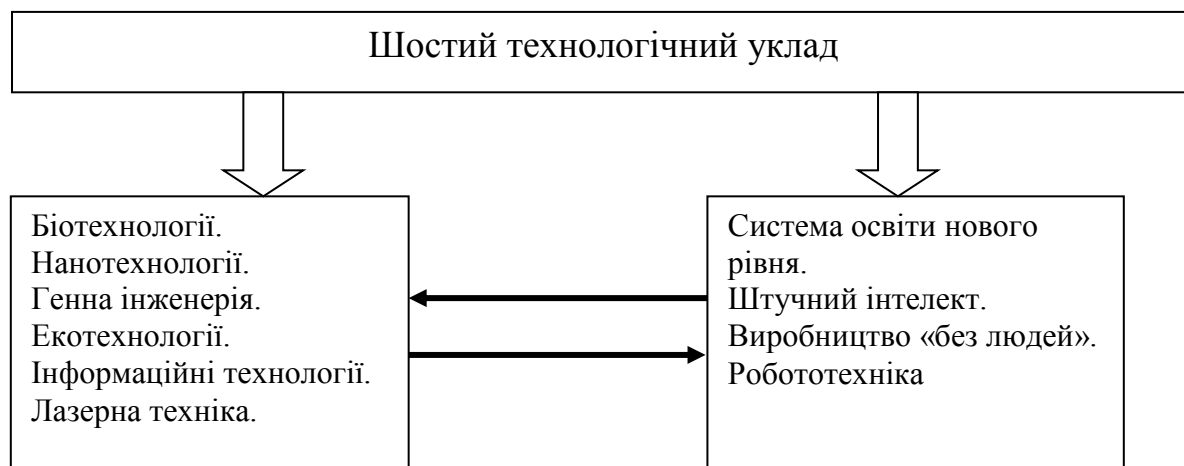 Шостий технологічний уклад
Біотехнології.
Нанотехнології.
Генна інженерія.
Екотехнології.
Інформаційні технології.
Лазерна техніка.
Система освіти нового
рівня.
Штучний інтелект.
Виробництво «без людей».
Робототехніка